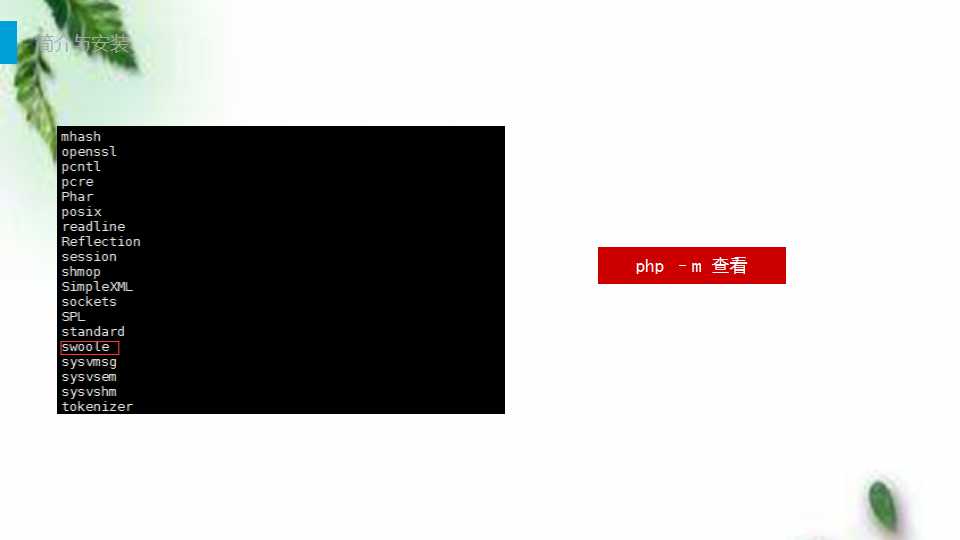 简介与安装
mhash
openssl
pcntl
pcre
Phar
posix
readline
Reflection
session
shmop
SimpleXML
sockets
SPL
standard
swoole
sysvmsg
sysvsem
sysvshm
tokenizer
php -m 查看